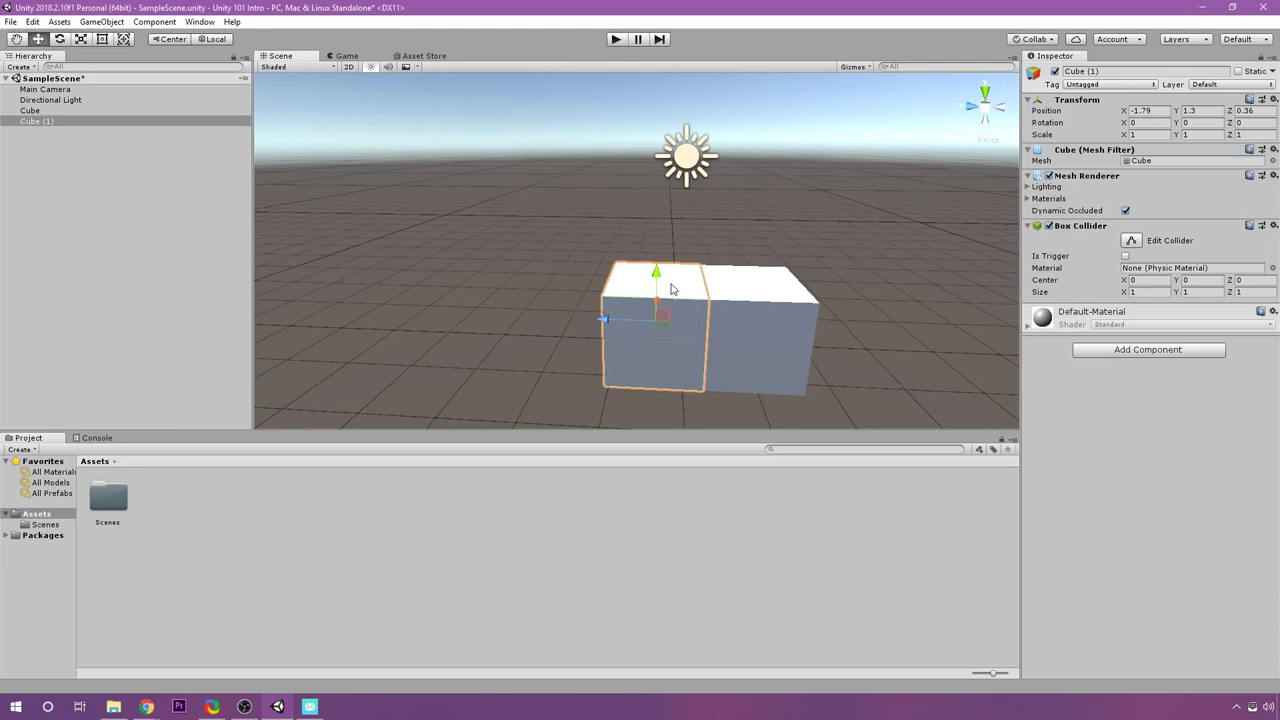 Unity 2018.2.10f1 Personal (64bit) - SampleScene.unity - Unity 101 Intro - PC, Mac & Linux Standalone* <DX11>
File Edit Assets GameObject Component Window Help
Center Local Collab Account Layers Default
Hierarchy
Create All
SampleScene*
Main Camera
Directional Light
Cube
Cube (1)
Scene Game Asset Store
Shaded 2D Gizmos All
y
Persp
Inspector
Cube (1) Static
Tag Untagged Layer Default
Transform
Position X -1.79 Y 1.3 Z 0.36
Rotation X 0 Y 0 Z 0
Scale X 1 Y 1 Z 1
Cube (Mesh Filter)
Mesh Cube
Mesh Renderer
Lighting
Materials
Dynamic Occluded
Box Collider
Edit Collider
Is Trigger
Material None (Physic Material)
Center X 0 Y 0 Z 0
Size X 1 Y 1 Z 1
Default-Material
Shader Standard
Add Component
Project Console
Create
Favorites
All Materials
All Models
All Prefabs
Assets
Scenes
Packages
Assets
Scenes
Pr